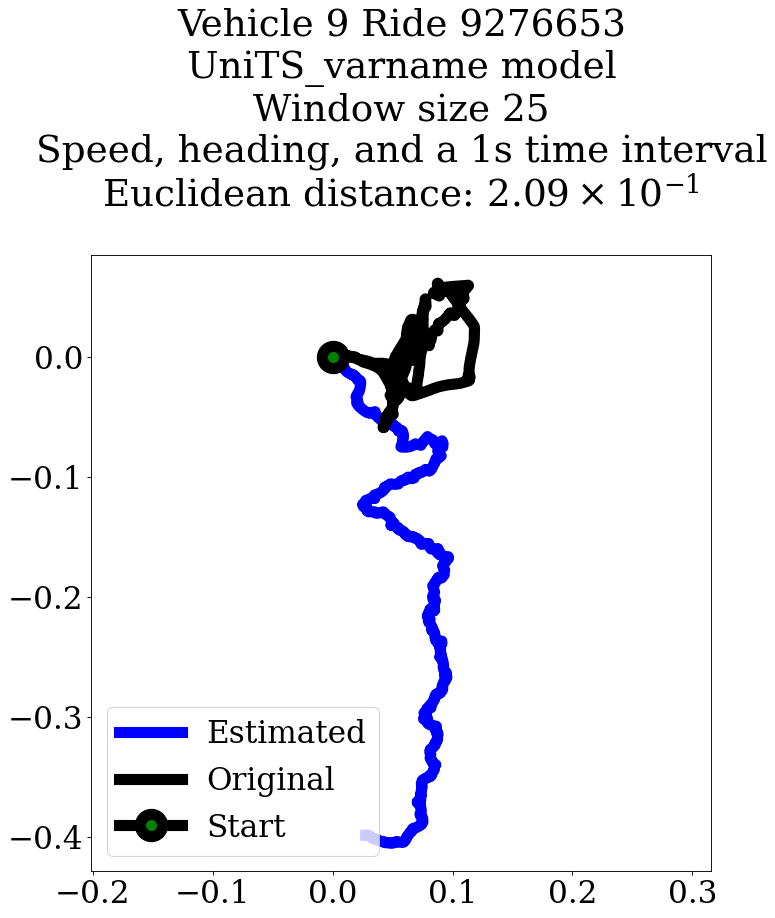 Vehicle 9 Ride 9276653
UniTS_varname model
Window size 25
Speed, heading, and a 1s time interval
Euclidean distance: 2.09 × 10⁻¹
0.0
−0.1
−0.2
−0.3
−0.4
Estimated
Original
Start
−0.2 −0.1 0.0 0.1 0.2 0.3